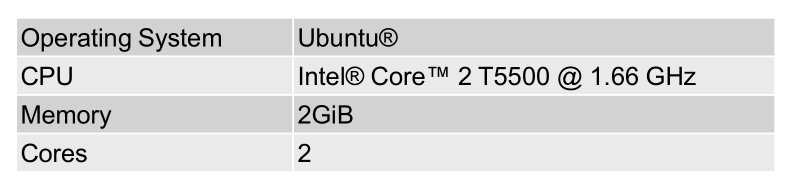 Operating System Ubuntu®
CPU Intel® Core™ 2 T5500 @ 1.66 GHz
Memory 2GiB
Cores 2